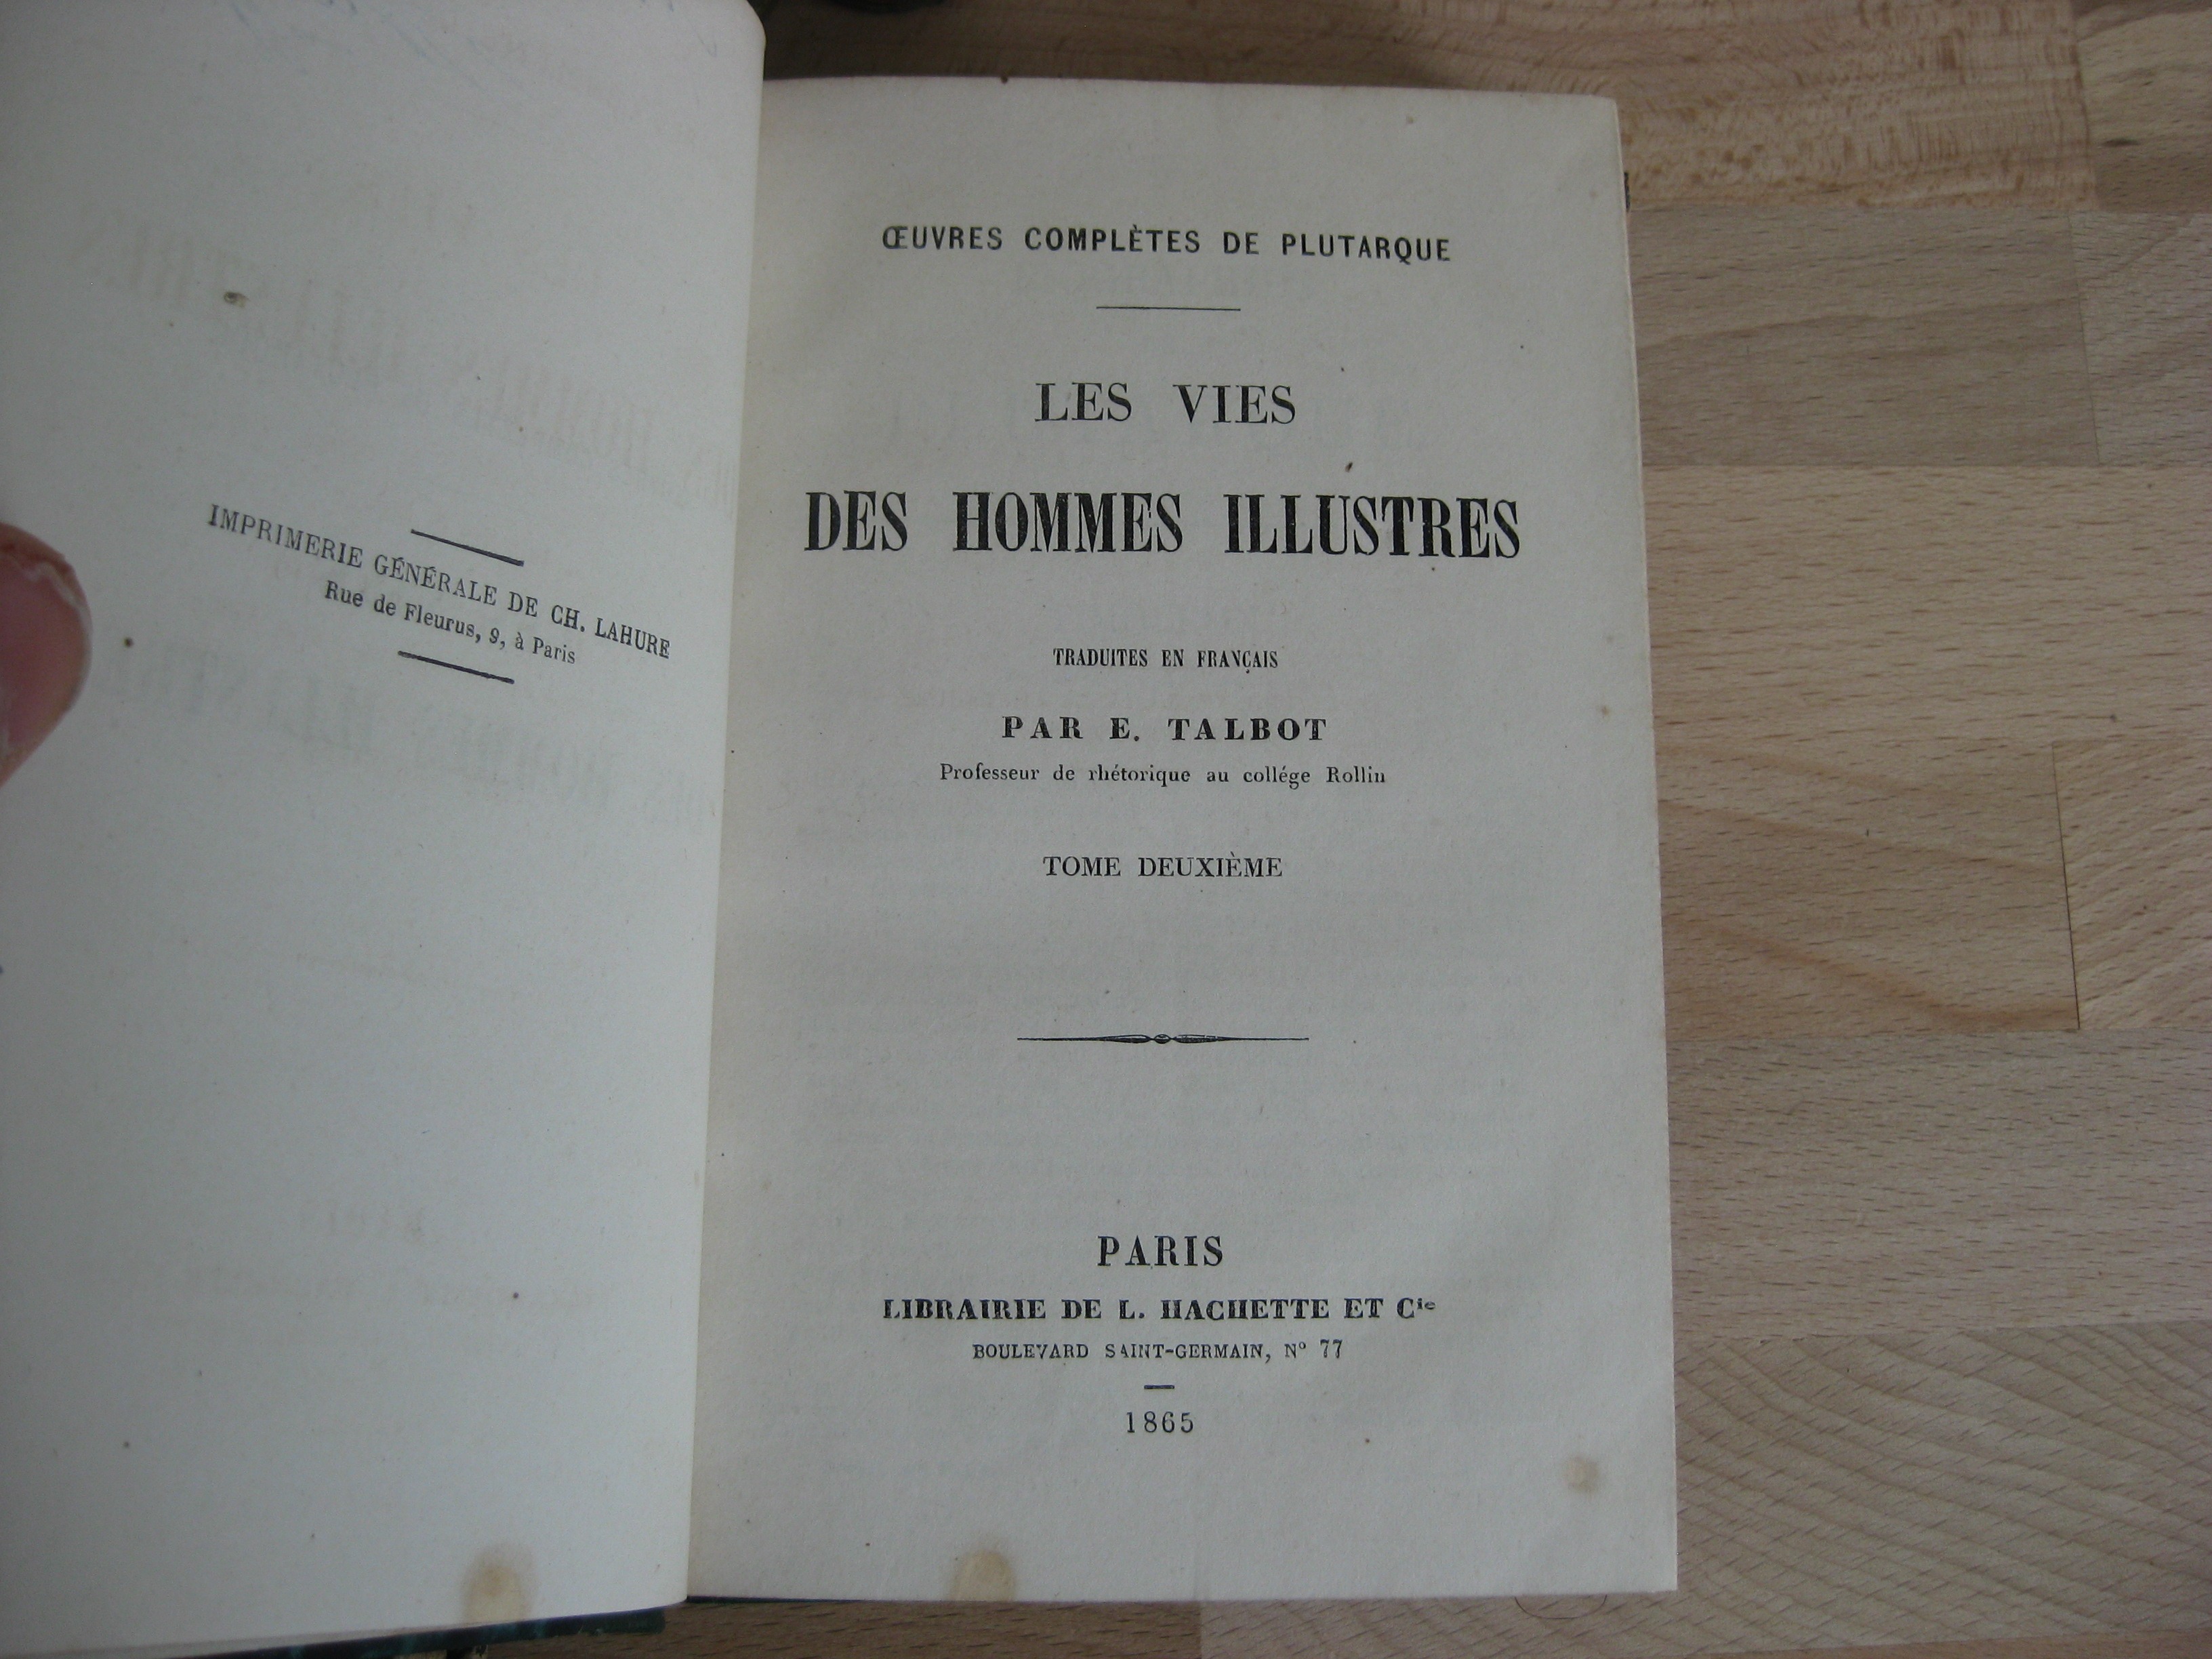 IMPRIMERIE GÉNÉRALE DE CH. LAHURE
Rue de Fleurus, 9, à Paris
ŒUVRES COMPLÈTES DE PLUTARQUE
LES VIES
DES HOMMES ILLUSTRES
TRADUITES EN FRANÇAIS
PAR E. TALBOT
Professeur de rhétorique au collége Rollin
TOME DEUXIÈME
PARIS
LIBRAIRIE DE L. HACHETTE ET Cie
BOULEVARD SAINT-GERMAIN, No 77
1865